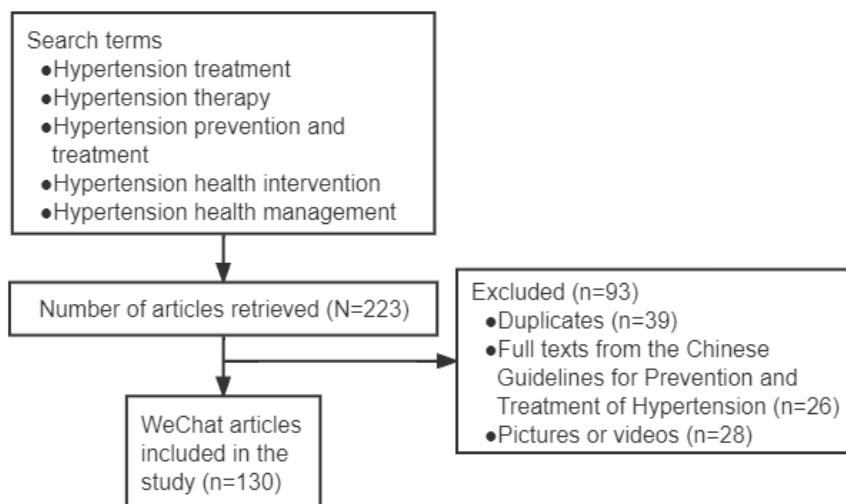 Search terms
●Hypertension treatment
●Hypertension therapy
●Hypertension prevention and
treatment
●Hypertension health intervention
●Hypertension health management
Number of articles retrieved (N=223)
Excluded (n=93)
●Duplicates (n=39)
●Full texts from the Chinese
Guidelines for Prevention and
Treatment of Hypertension (n=26)
●Pictures or videos (n=28)
WeChat articles
included in the
study (n=130)